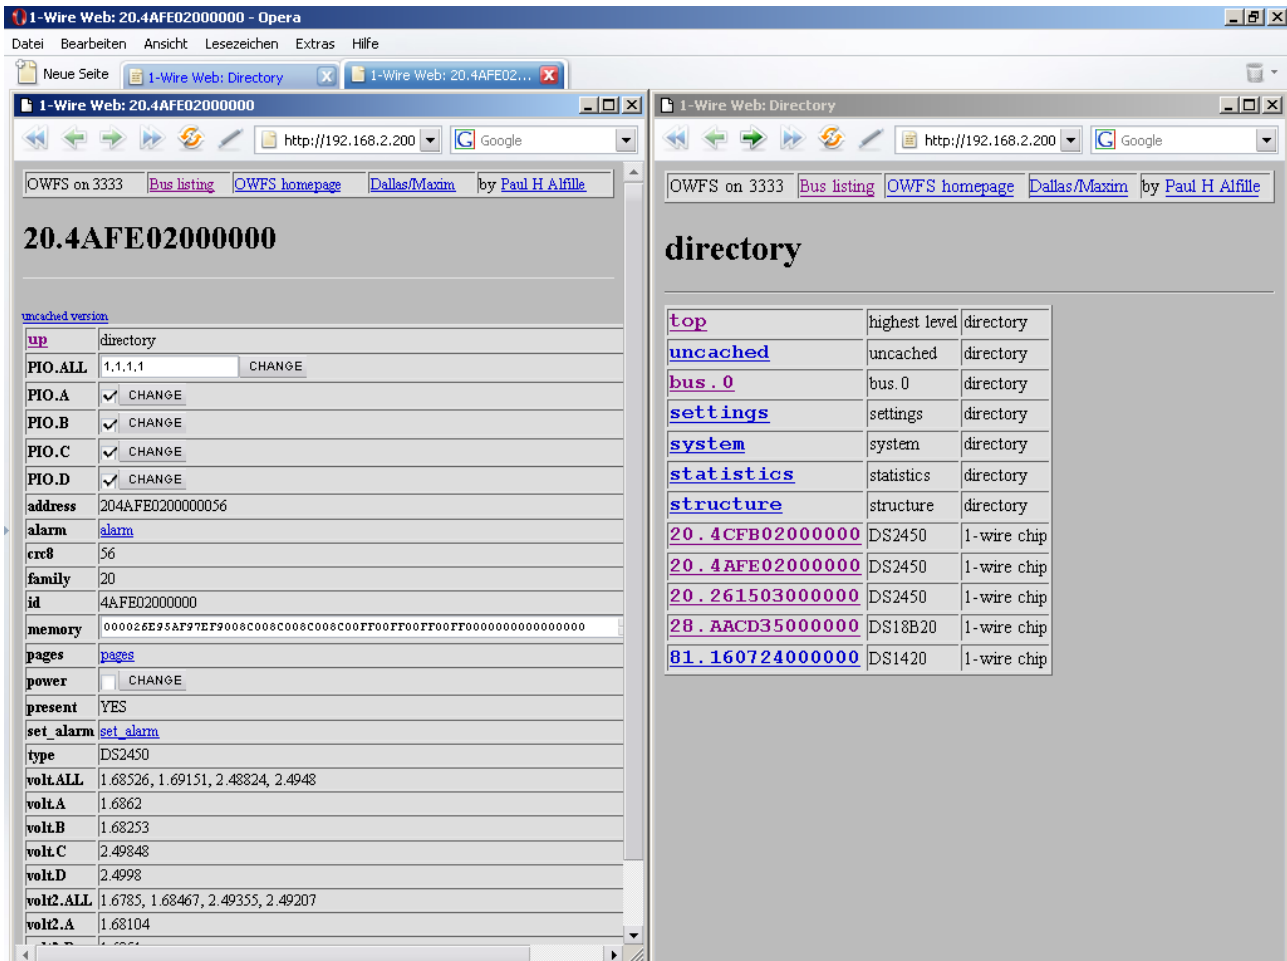 1-Wire Web: 20.4AFE02000000 - Opera
Datei Bearbeiten Ansicht Lesezeichen Extras Hilfe
Neue Seite 1-Wire Web: Directory 1-Wire Web: 20.4AFE02...
1-Wire Web: 20.4AFE02000000
http://192.168.2.200 Google
OWFS on 3333 Bus listing OWFS homepage Dallas/Maxim by Paul H Alfille
20.4AFE02000000
uncached version
up directory
PIO.ALL 1,1,1,1 CHANGE
PIO.A CHANGE
PIO.B CHANGE
PIO.C CHANGE
PIO.D CHANGE
address 204AFE0200000056
alarm alarm
crc8 56
family 20
id 4AFE02000000
memory 000026E95AF97EF9008C008C008C008C00FF00FF00FF00FF0000000000000000
pages pages
power CHANGE
present YES
set_alarm set_alarm
type DS2450
volt.ALL 1.68526, 1.69151, 2.48824, 2.4948
volt.A 1.6862
volt.B 1.68253
volt.C 2.49848
volt.D 2.4998
volt2.ALL 1.6785, 1.68467, 2.49355, 2.49207
volt2.A 1.68104
1-Wire Web: Directory
http://192.168.2.200 Google
OWFS on 3333 Bus listing OWFS homepage Dallas/Maxim by Paul H Alfille
directory
top highest level directory
uncached uncached directory
bus.0 bus.0 directory
settings settings directory
system system directory
statistics statistics directory
structure structure directory
20.4CFB02000000 DS2450 1-wire chip
20.4AFE02000000 DS2450 1-wire chip
20.261503000000 DS2450 1-wire chip
28.AACD35000000 DS18B20 1-wire chip
81.160724000000 DS1420 1-wire chip